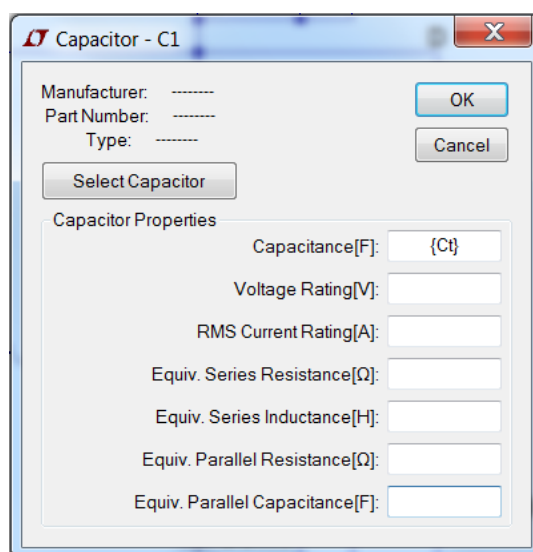 Capacitor - C1
Manufacturer: --------
Part Number: --------
Type: --------
OK
Cancel
Select Capacitor
Capacitor Properties
Capacitance[F]: {Ct}
Voltage Rating[V]:
RMS Current Rating[A]:
Equiv. Series Resistance[Ω]:
Equiv. Series Inductance[H]:
Equiv. Parallel Resistance[Ω]:
Equiv. Parallel Capacitance[F]: